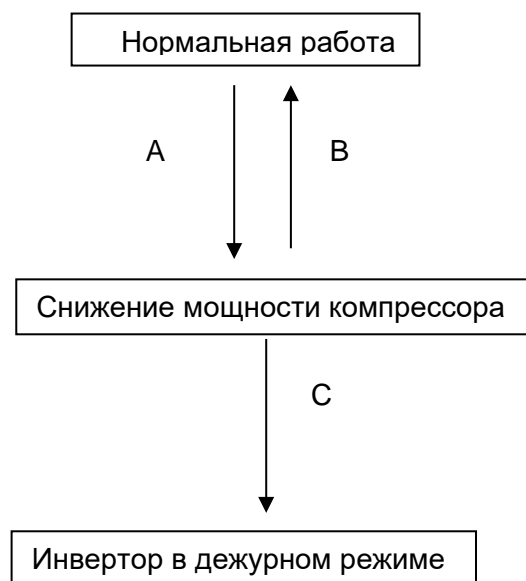 Нормальная работа
A
B
Снижение мощности компрессора
C
Инвертор в дежурном режиме